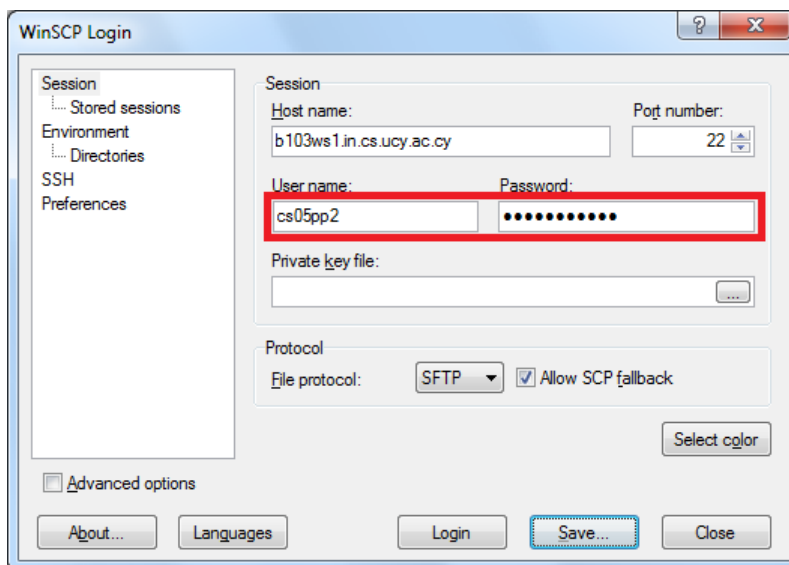 WinSCP Login
Session
Stored sessions
Environment
Directories
SSH
Preferences
Session
Host name: Port number:
b103ws1.in.cs.ucy.ac.cy 22
User name: Password:
cs05pp2 •••••••••••
Private key file:
...
Protocol
File protocol: SFTP Allow SCP fallback
Select color
Advanced options
About... Languages Login Save... Close